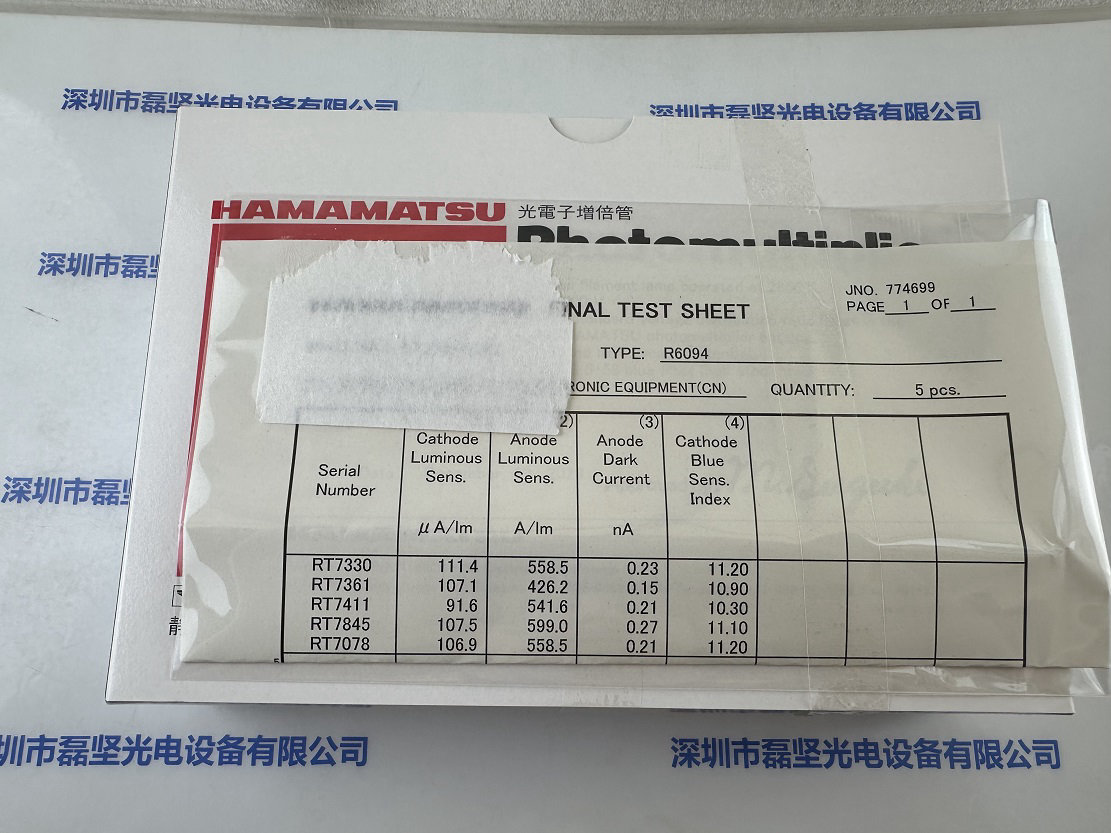 深圳市磊坚光电设备有限公司
深圳市磊坚光电设备有限公司
HAMAMATSU 光電子増倍管
Photomultiplie
深圳市磊坚
NAL TEST SHEET
JNO. 774699
PAGE 1 OF 1
TYPE: R6094
RONIC EQUIPMENT(CN) QUANTITY: 5 pcs.
2) (3) (4)
Serial Number
Cathode Luminous Sens. μA/lm
Anode Luminous Sens. A/lm
Anode Dark Current nA
Cathode Blue Sens. Index
深圳市磊坚
RT7330 111.4 558.5 0.23 11.20
RT7361 107.1 426.2 0.15 10.90
RT7411 91.6 541.6 0.21 10.30
RT7845 107.5 599.0 0.27 11.10
RT7078 106.9 558.5 0.21 11.20
静
5
深圳市磊坚光电设备有限公司
深圳市磊坚光电设备有限公司